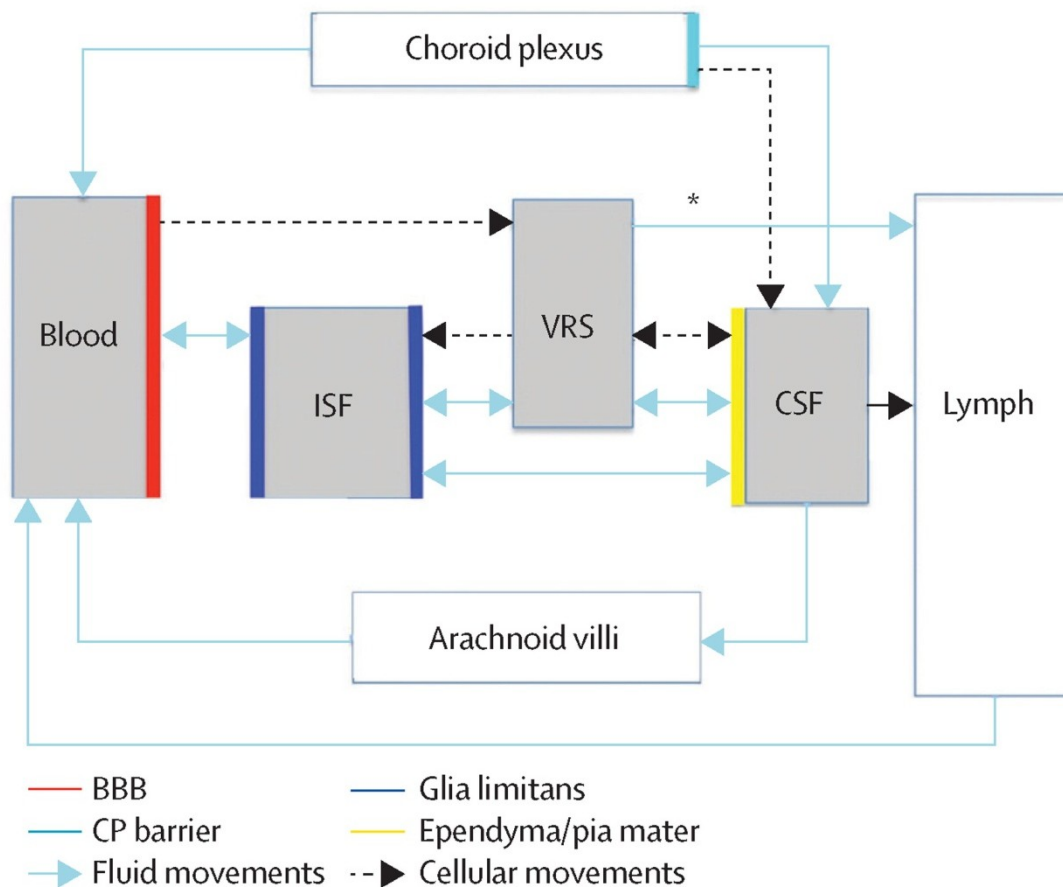 Choroid plexus
*
Blood
VRS
ISF
CSF
Lymph
Arachnoid villi
BBB
Glia limitans
CP barrier
Ependyma/pia mater
Fluid movements
Cellular movements